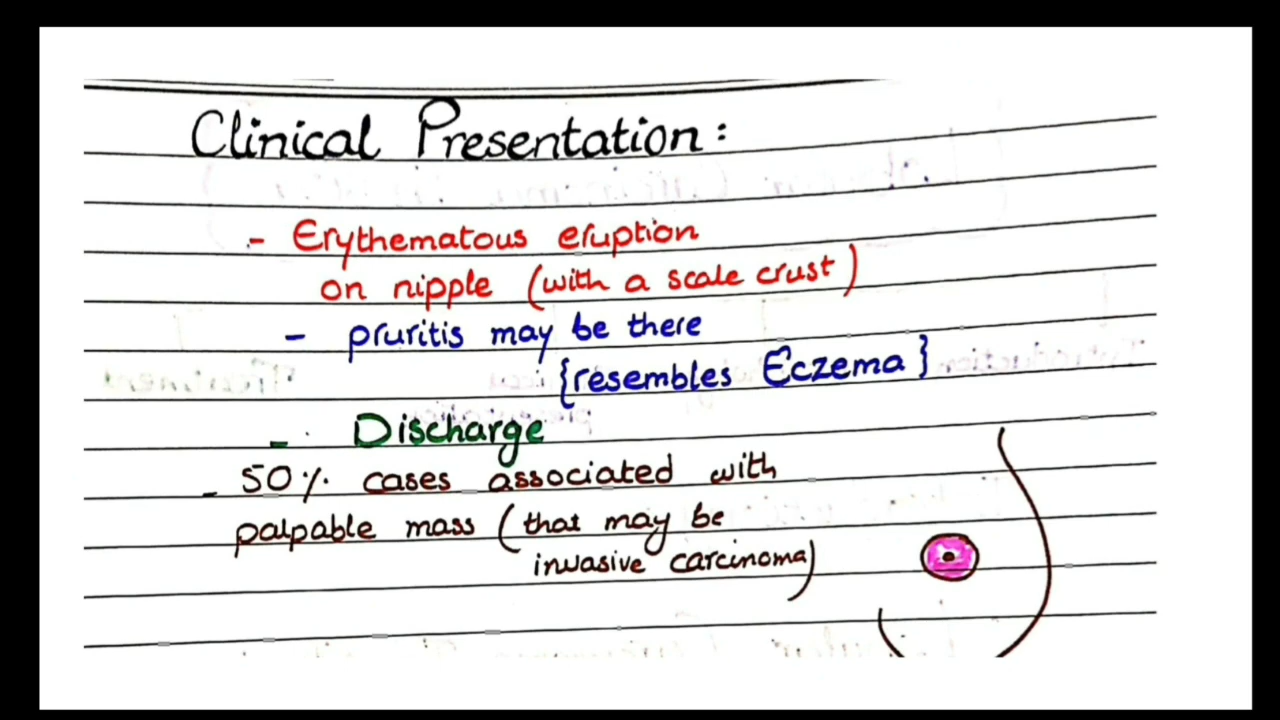 Clinical Presentation:
- Erythematous eruption
on nipple (with a scale crust)
- pruritis may be there
{resembles Eczema}
- Discharge
- 50% cases associated with
palpable mass (that may be
invasive carcinoma)